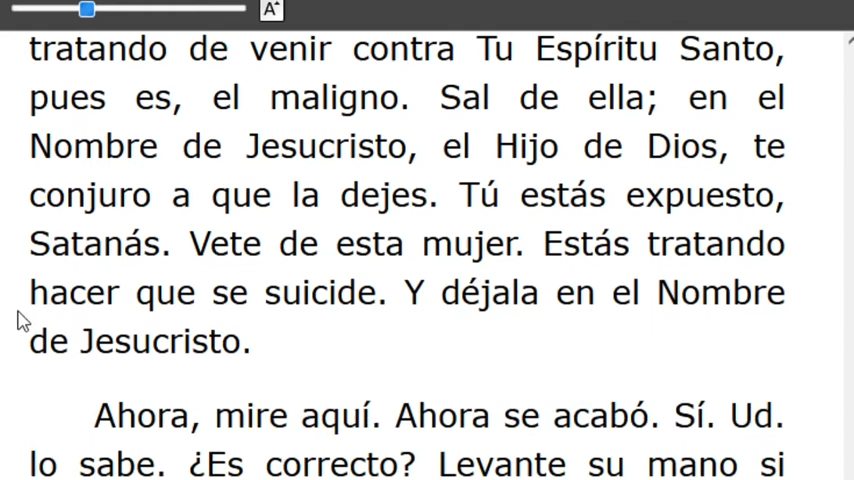 A
tratando de venir contra Tu Espíritu Santo,
pues es, el maligno. Sal de ella; en el
Nombre de Jesucristo, el Hijo de Dios, te
conjuro a que la dejes. Tú estás expuesto,
Satanás. Vete de esta mujer. Estás tratando
hacer que se suicide. Y déjala en el Nombre
de Jesucristo.
Ahora, mire aquí. Ahora se acabó. Sí. Ud.
lo sabe. ¿Es correcto? Levante su mano si